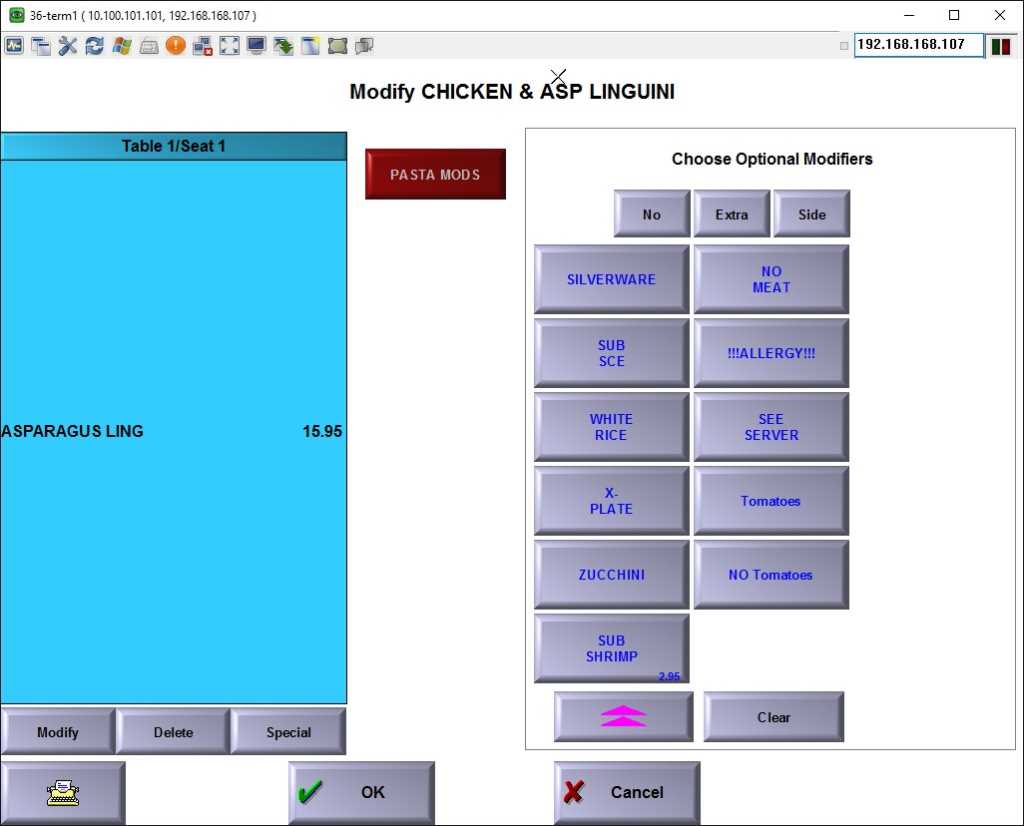 36-term1 ( 10.100.101.101, 192.168.168.107 )
192.168.168.107
Modify CHICKEN & ASP LINGUINI
Table 1/Seat 1
ASPARAGUS LING 15.95
PASTA MODS
Choose Optional Modifiers
No Extra Side
SILVERWARE
NO
MEAT
SUB
SCE
!!!ALLERGY!!!
WHITE
RICE
SEE
SERVER
X-
PLATE
Tomatoes
ZUCCHINI
NO Tomatoes
SUB
SHRIMP
2.95
Clear
Modify Delete Special
OK
Cancel